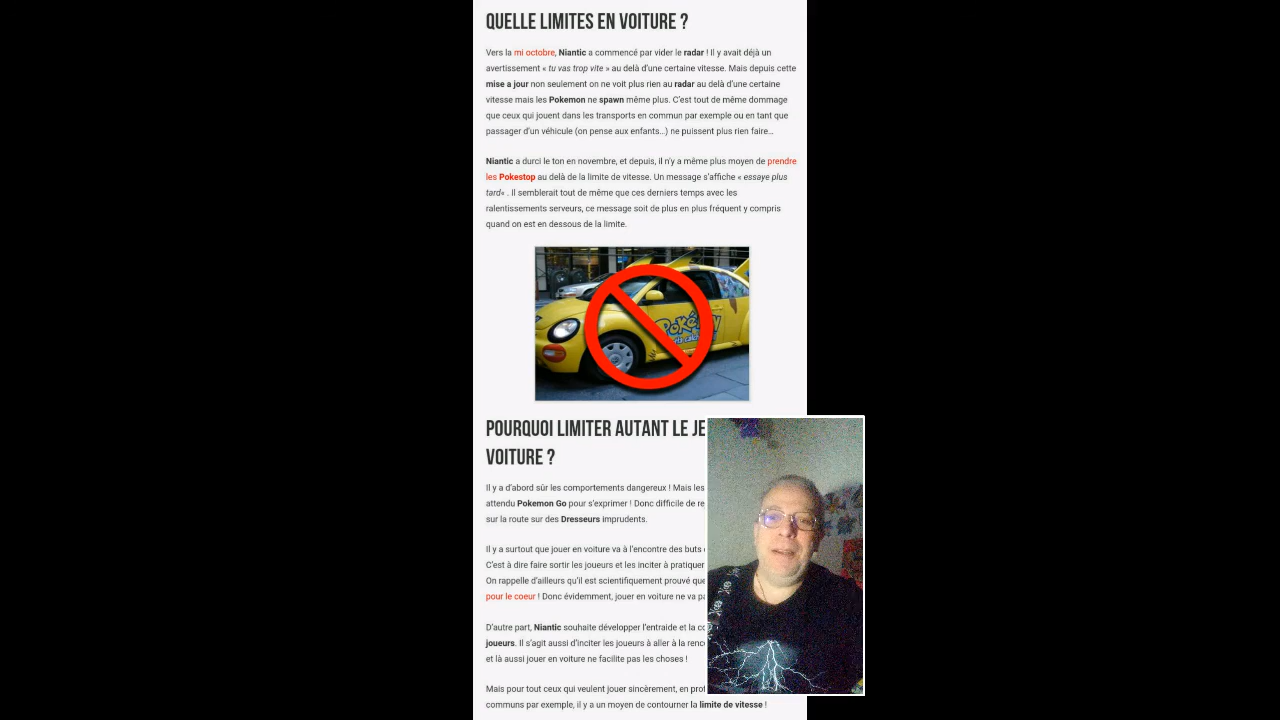 QUELLE LIMITES EN VOITURE ?
Vers la mi octobre, Niantic a commencé par vider le radar ! Il y avait déjà un
avertissement « tu vas trop vite » au delà d'une certaine vitesse. Mais depuis cette
mise a jour non seulement on ne voit plus rien au radar au delà d'une certaine
vitesse mais les Pokemon ne spawn même plus. C'est tout de même dommage
que ceux qui jouent dans les transports en commun par exemple ou en tant que
passager d'un véhicule (on pense aux enfants…) ne puissent plus rien faire…
Niantic a durci le ton en novembre, et depuis, il n'y a même plus moyen de prendre
les Pokestop au delà de la limite de vitesse. Un message s'affiche « essaye plus
tard« . Il semblerait tout de même que ces derniers temps avec les
ralentissements serveurs, ce message soit de plus en plus fréquent y compris
quand on est en dessous de la limite.
POURQUOI LIMITER AUTANT LE JE
VOITURE ?
Il y a d'abord sûr les comportements dangereux ! Mais les
attendu Pokemon Go pour s'exprimer ! Donc difficile de re
sur la route sur des Dresseurs imprudents.
Il y a surtout que jouer en voiture va à l'encontre des buts
C'est à dire faire sortir les joueurs et les inciter à pratiquer
On rappelle d'ailleurs qu'il est scientifiquement prouvé que
pour le coeur ! Donc évidemment, jouer en voiture ne va pa
D'autre part, Niantic souhaite développer l'entraide et la co
joueurs. Il s'agit aussi d'inciter les joueurs à aller à la renc
et là aussi jouer en voiture ne facilite pas les choses !
Mais pour tout ceux qui veulent jouer sincèrement, en prof
communs par exemple, il y a un moyen de contourner la limite de vitesse !